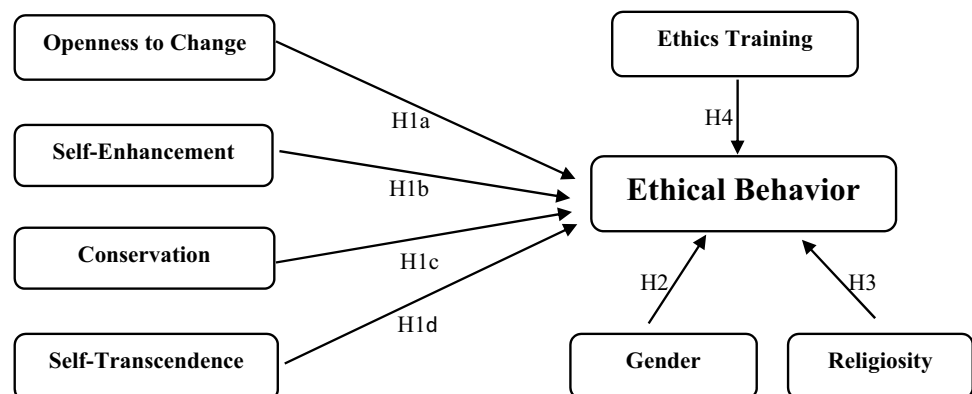 Openness to Change
Ethics Training
H1a
H4
Self-Enhancement
H1b
Ethical Behavior
Conservation
H1c
H2
H3
H1d
Self-Transcendence
Gender
Religiosity